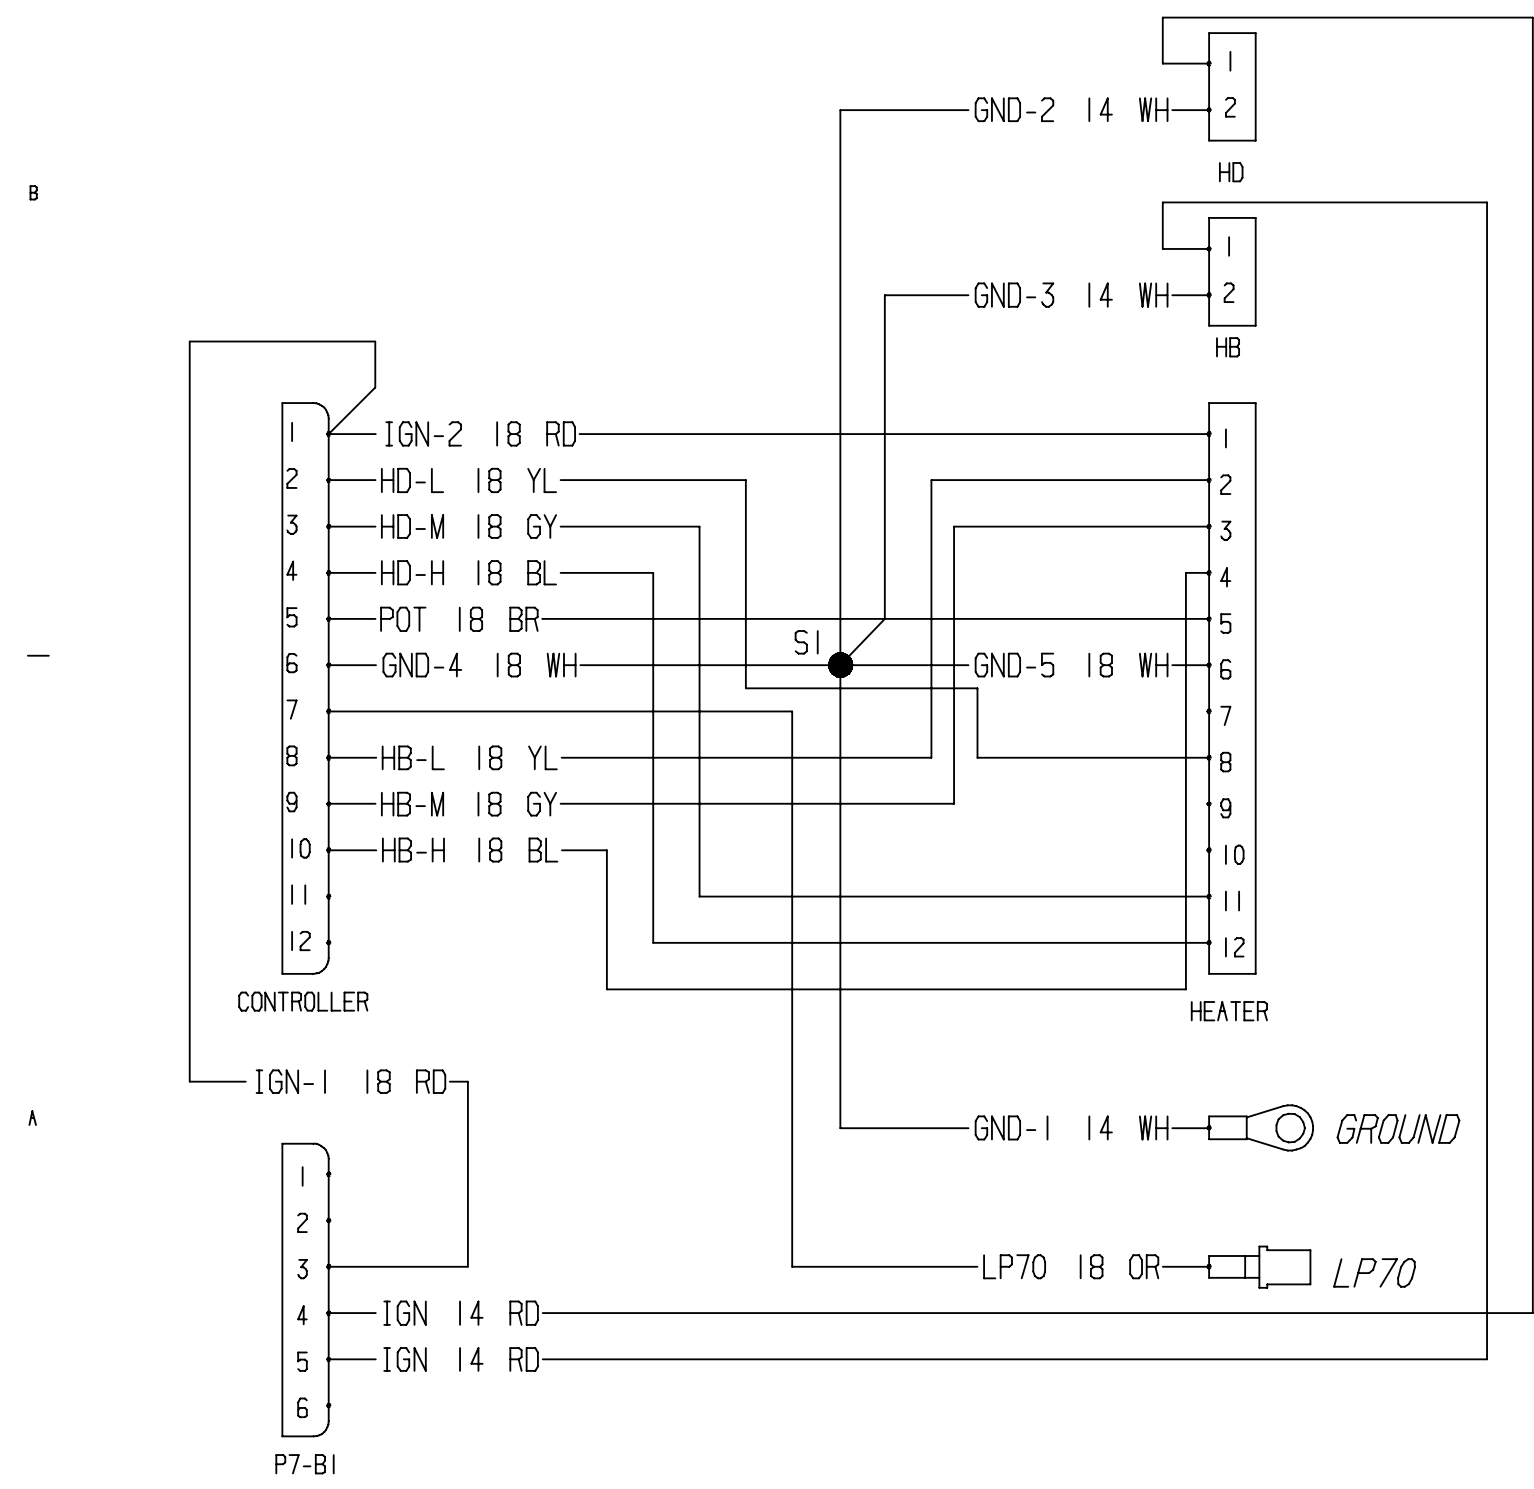 1
GND-2 14 WH
2
HD
B
1
GND-3 14 WH
2
HB
1
IGN-2 18 RD
1
2
HD-L 18 YL
2
3
HD-M 18 GY
3
4
HD-H 18 BL
4
5
POT 18 BR
5
S1
6
GND-4 18 WH
GND-5 18 WH
6
7
7
8
HB-L 18 YL
8
9
HB-M 18 GY
9
10
HB-H 18 BL
10
11
11
12
12
CONTROLLER
HEATER
IGN-1 18 RD
A
GND-1 14 WH
GROUND
1
2
3
LP70 18 OR
LP70
4
IGN 14 RD
5
IGN 14 RD
6
P7-B1